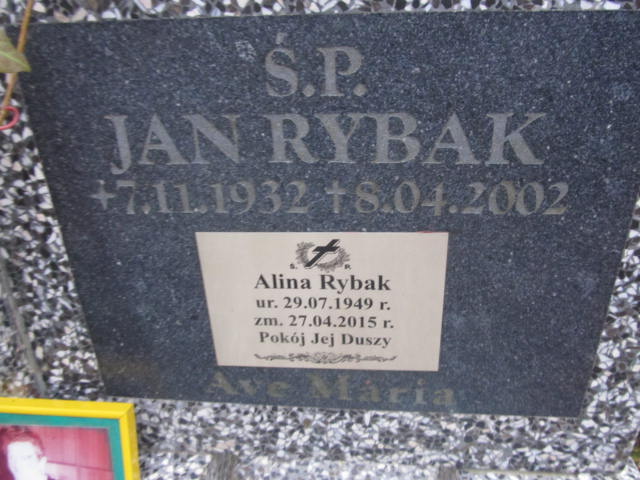 Ś.P.
JAN RYBAK
+7.11.1932 †8.04.2002
Ś. P.
Alina Rybak
ur. 29.07.1949 r.
zm. 27.04.2015 r.
Pokój Jej Duszy
Ave Maria